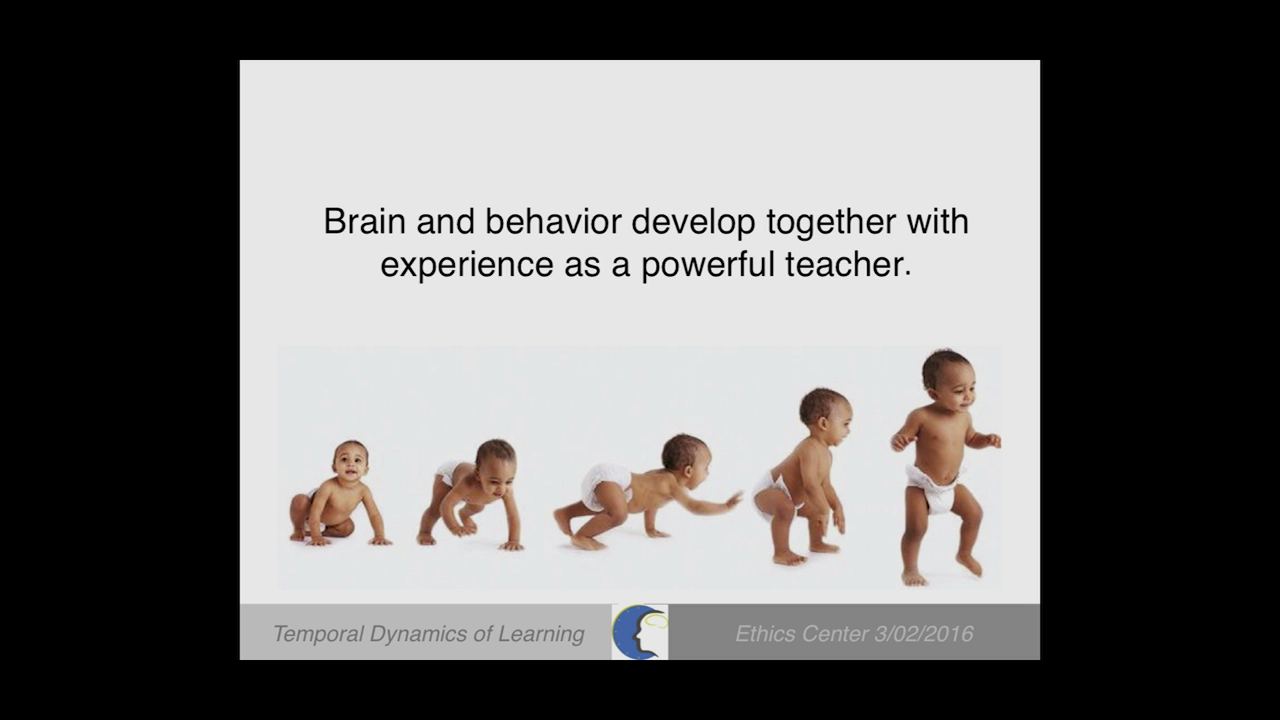 Brain and behavior develop together with
experience as a powerful teacher.
Temporal Dynamics of Learning
Ethics Center 3/02/2016